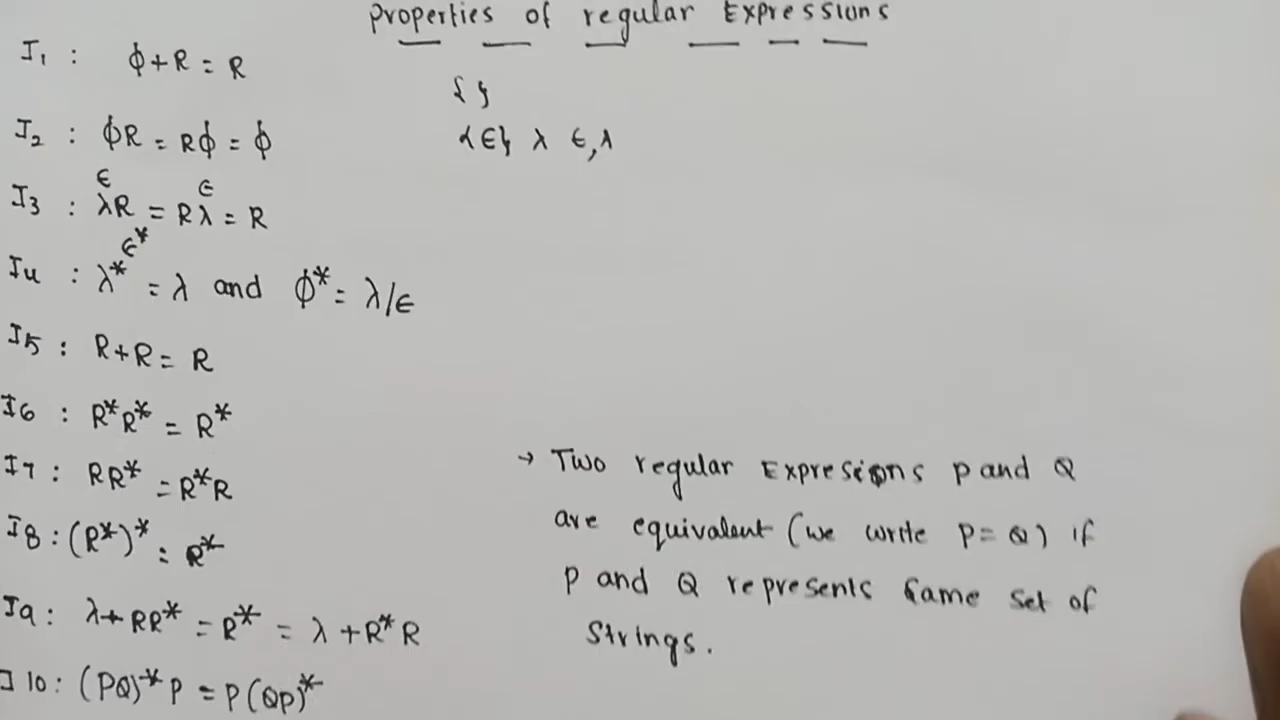 Properties of regular Expressions
I1 : ϕ+R = R
{ }
I2 : ϕR = Rϕ = ϕ
{ϵ} λ ϵ,λ
ϵ ϵ
I3 : λR = Rλ = R
ϵ*
I4 : λ* = λ and ϕ* = λ/ϵ
I5 : R+R = R
I6 : R*R* = R*
I7 : RR* = R*R
I8 : (R*)* = R*
I9 : λ+RR* = R* = λ+R*R
I10 : (PQ)*P = P(QP)*
→ Two regular Expresions P and Q
are equivalent (we write P = Q) if
P and Q represents Same set of
Strings.